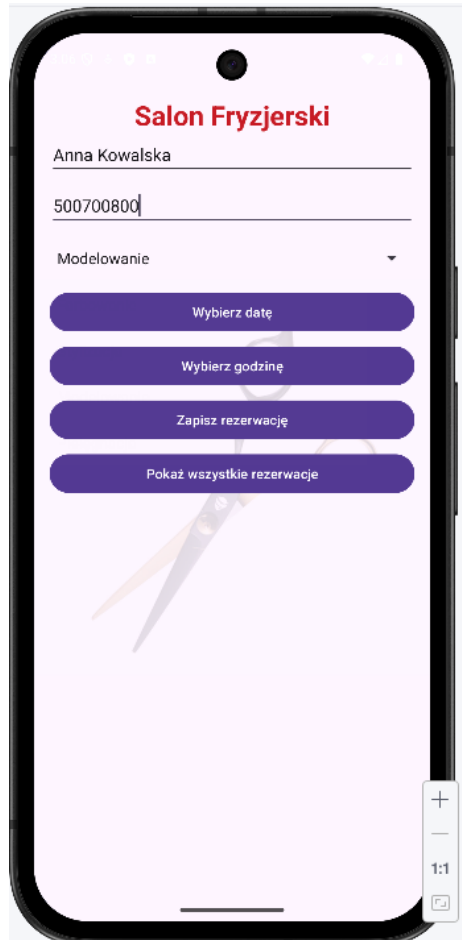 Salon Fryzjerski
Anna Kowalska
500700800
Modelowanie
Wybierz datę
Wybierz godzinę
Zapisz rezerwację
Pokaż wszystkie rezerwacje
1:1